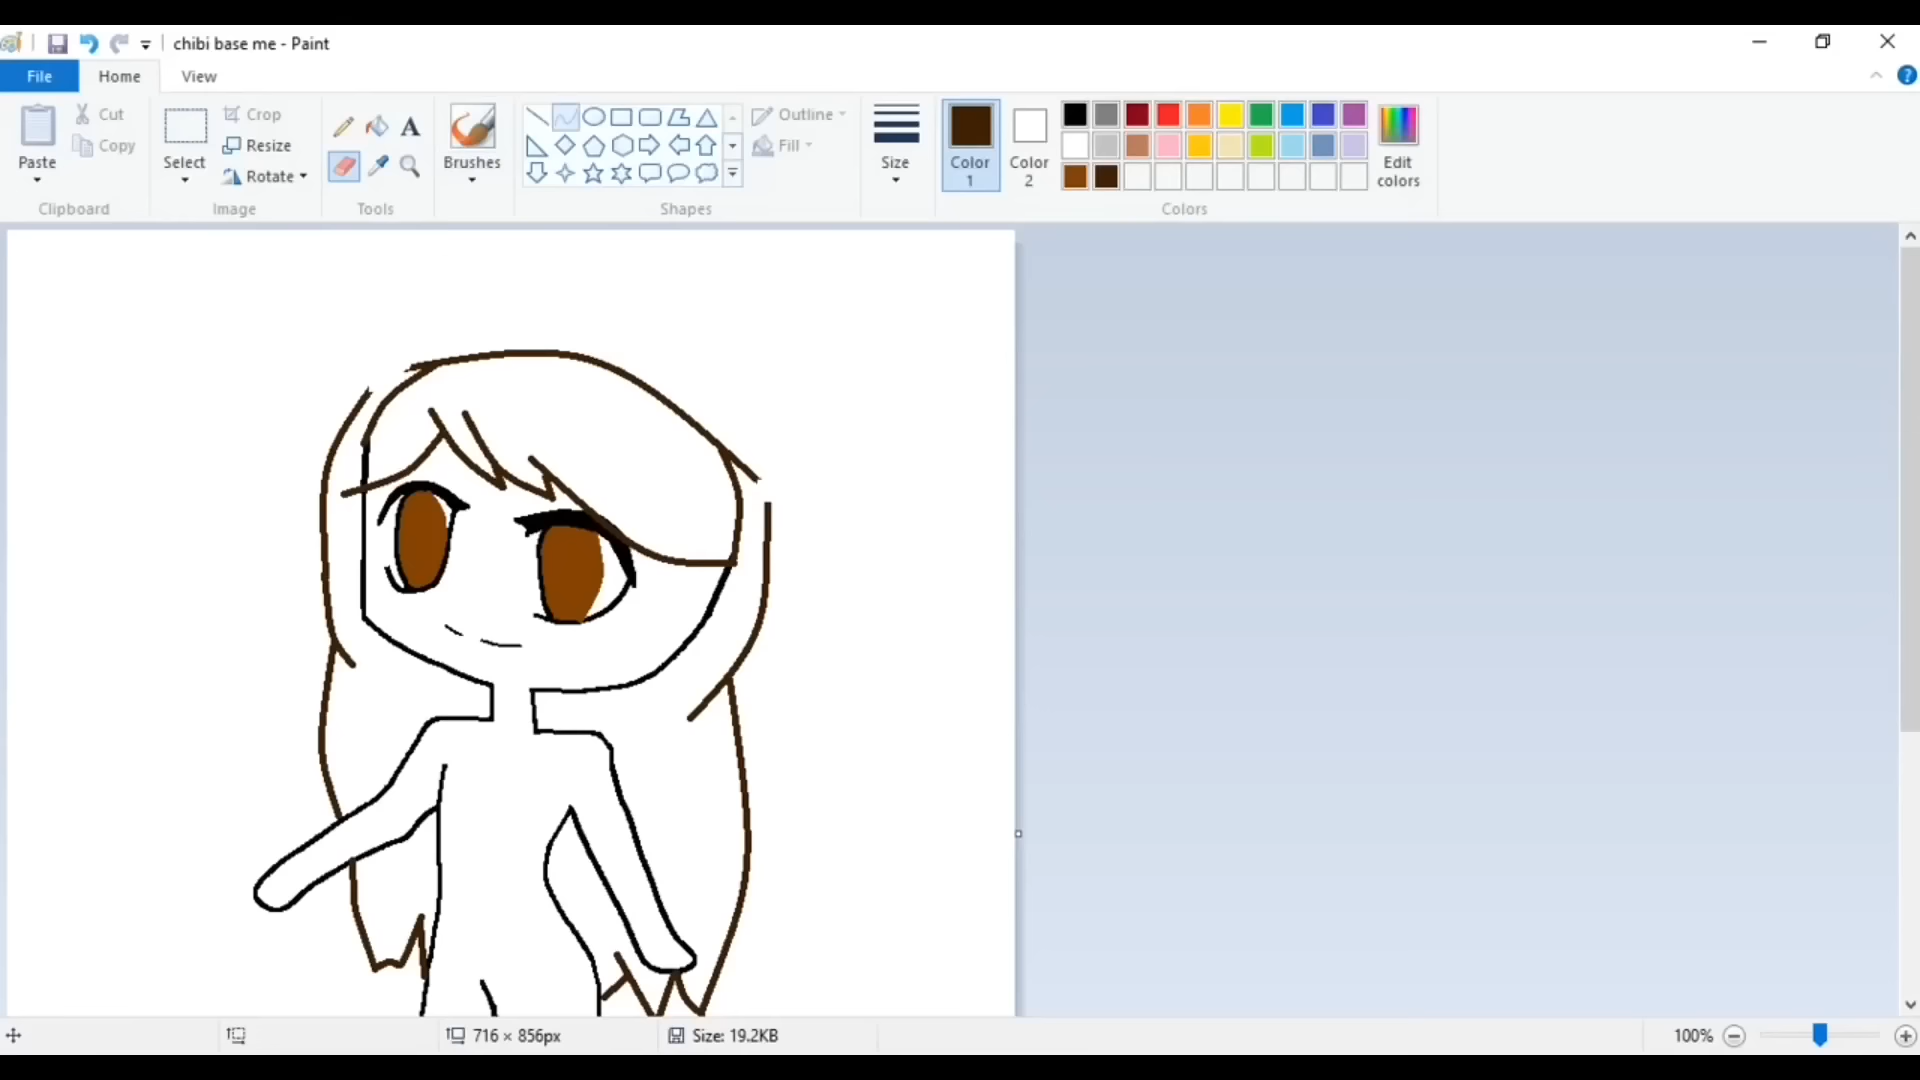 chibi base me - Paint
File Home View
Paste
Cut
Copy
Clipboard
Select
Crop
Resize
Rotate
Image
A
Tools
Brushes
Shapes
Outline
Fill
Size
Color
1
Color
2
Edit
colors
Colors
716 × 856px
Size: 19.2KB
100%